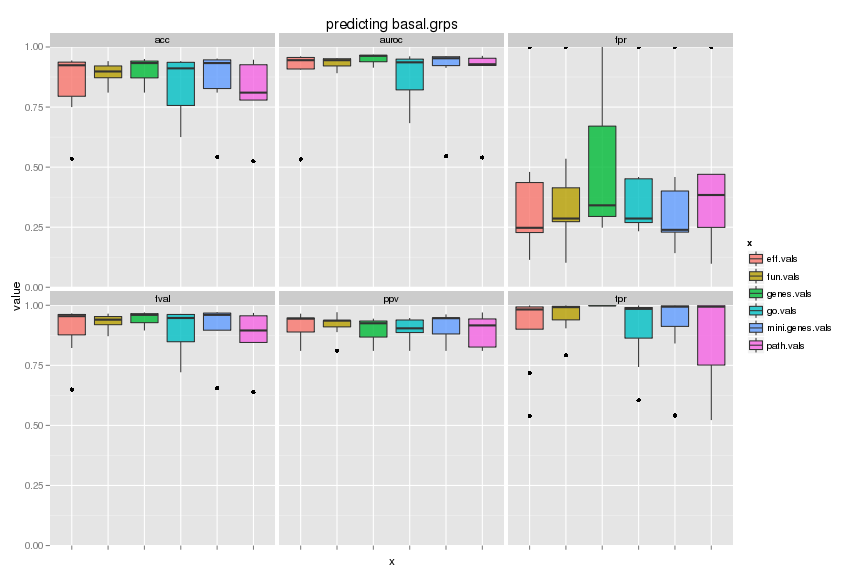 predicting basal.grps
acc
auroc
fpr
1.00
0.75
0.50
0.25
0.00
fval
ppv
tpr
1.00
0.75
0.50
0.25
0.00
value
x
x
eff.vals
fun.vals
genes.vals
go.vals
mini.genes.vals
path.vals